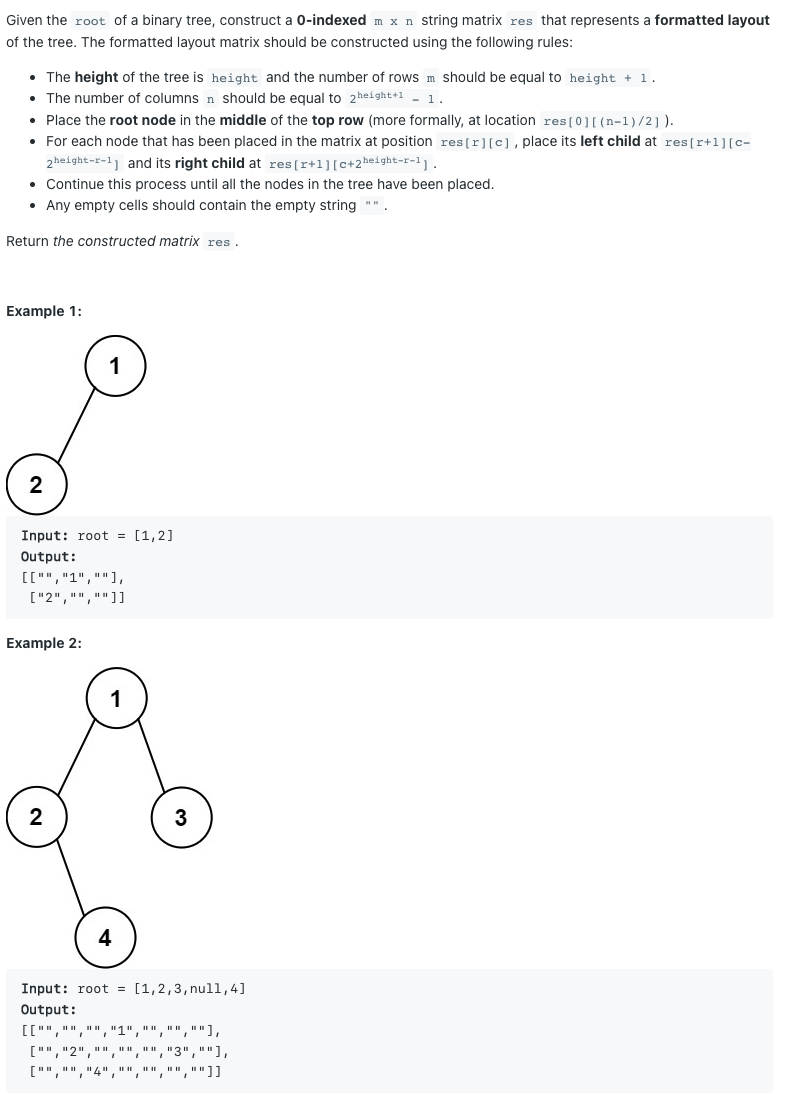 Given the root of a binary tree, construct a 0-indexed m x n string matrix res that represents a formatted layout
of the tree. The formatted layout matrix should be constructed using the following rules:
• The height of the tree is height and the number of rows m should be equal to height + 1 .
• The number of columns n should be equal to 2^height+1 - 1 .
• Place the root node in the middle of the top row (more formally, at location res[0][(n-1)/2] ).
• For each node that has been placed in the matrix at position res[r][c] , place its left child at res[r+1][c-
2^height-r-1] and its right child at res[r+1][c+2^height-r-1] .
• Continue this process until all the nodes in the tree have been placed.
• Any empty cells should contain the empty string "" .
Return the constructed matrix res .
Example 1:
1
2
Input: root = [1,2]
Output:
[["","1",""],
["2","",""]]
Example 2:
1
2
3
4
Input: root = [1,2,3,null,4]
Output:
[["","","","1","","",""],
["","2","","","","3",""],
["","","4","","","",""]]